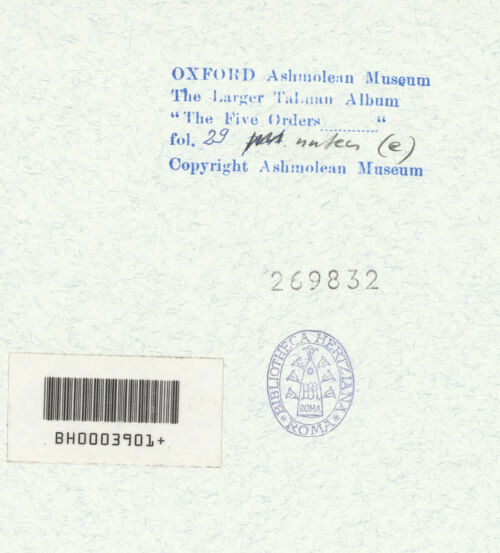 OXFORD Ashmolean Museum
The Larger Talman Album
“The Five Orders “
fol. 29 (e)
Copyright Ashmolean Museum
269832
BIBLIOTHECA HERTZIANA
ROMA
*ROMA*
BH0003901+